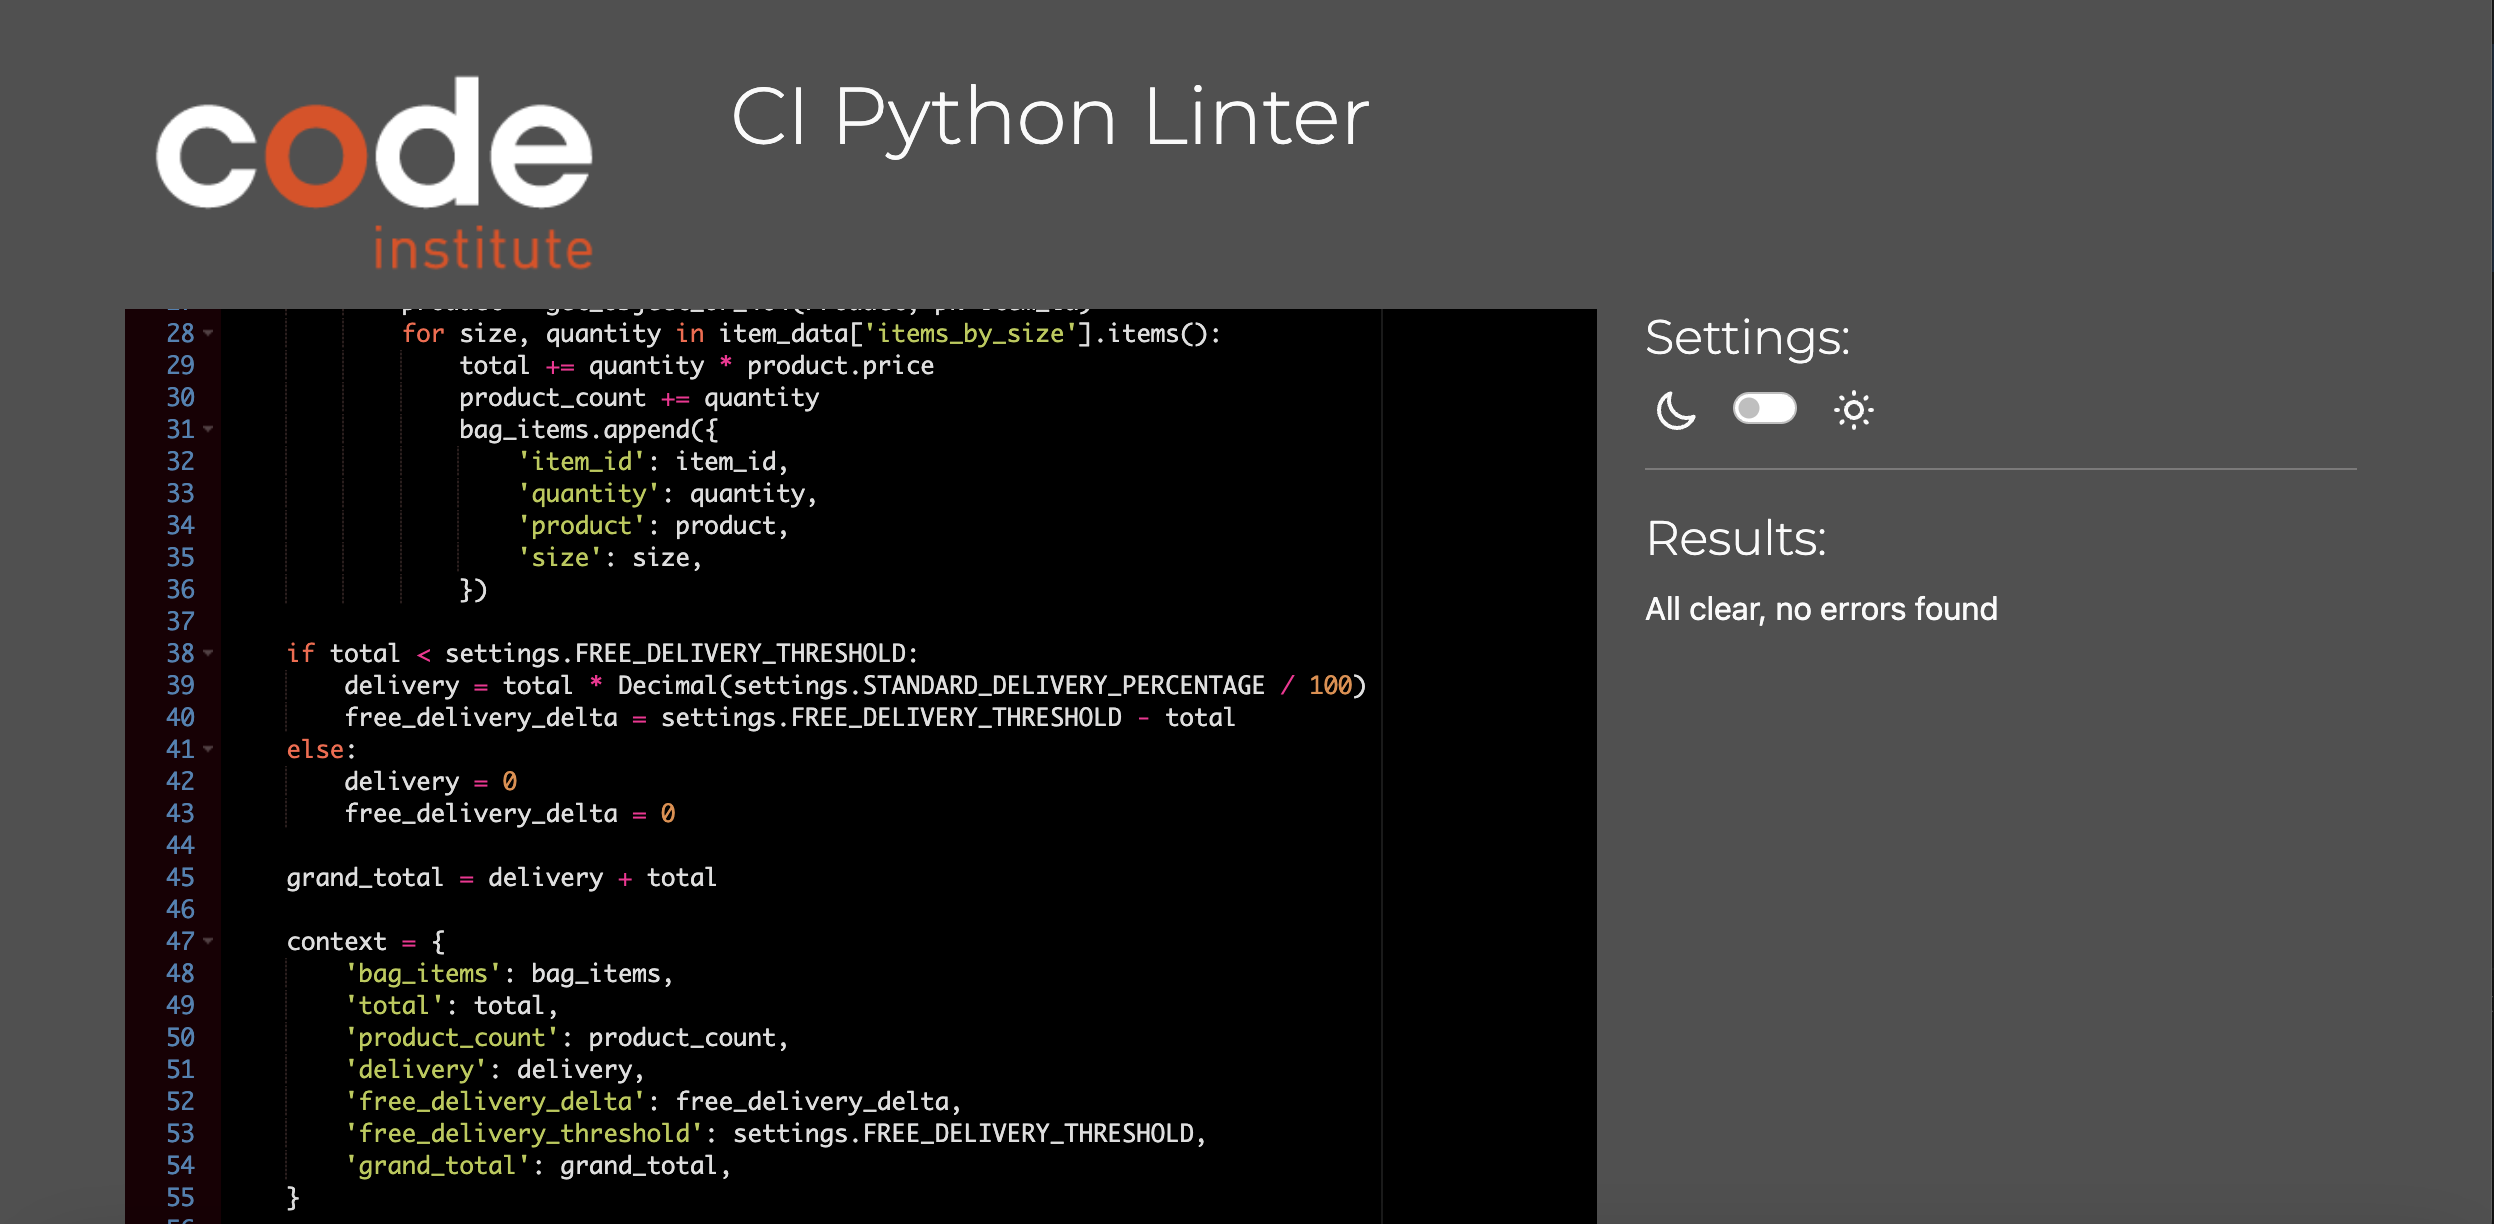 code
institute
CI Python Linter
28 for size, quantity in item_data['items_by_size'].items():
29 total += quantity * product.price
30 product_count += quantity
31 bag_items.append({
32 'item_id': item_id,
33 'quantity': quantity,
34 'product': product,
35 'size': size,
36 })
37
38 if total < settings.FREE_DELIVERY_THRESHOLD:
39 delivery = total * Decimal(settings.STANDARD_DELIVERY_PERCENTAGE / 100)
40 free_delivery_delta = settings.FREE_DELIVERY_THRESHOLD - total
41 else:
42 delivery = 0
43 free_delivery_delta = 0
44
45 grand_total = delivery + total
46
47 context = {
48 'bag_items': bag_items,
49 'total': total,
50 'product_count': product_count,
51 'delivery': delivery,
52 'free_delivery_delta': free_delivery_delta,
53 'free_delivery_threshold': settings.FREE_DELIVERY_THRESHOLD,
54 'grand_total': grand_total,
55 }
Settings:
Results:
All clear, no errors found